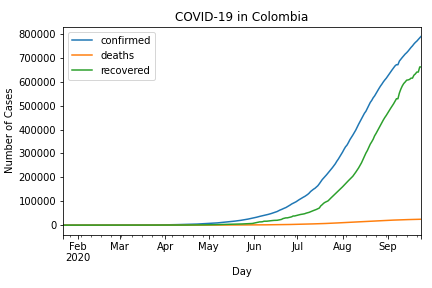 COVID-19 in Colombia
confirmed
deaths
recovered
Number of Cases
800000
700000
600000
500000
400000
300000
200000
100000
0
Feb Mar Apr May Jun Jul Aug Sep
2020
Day